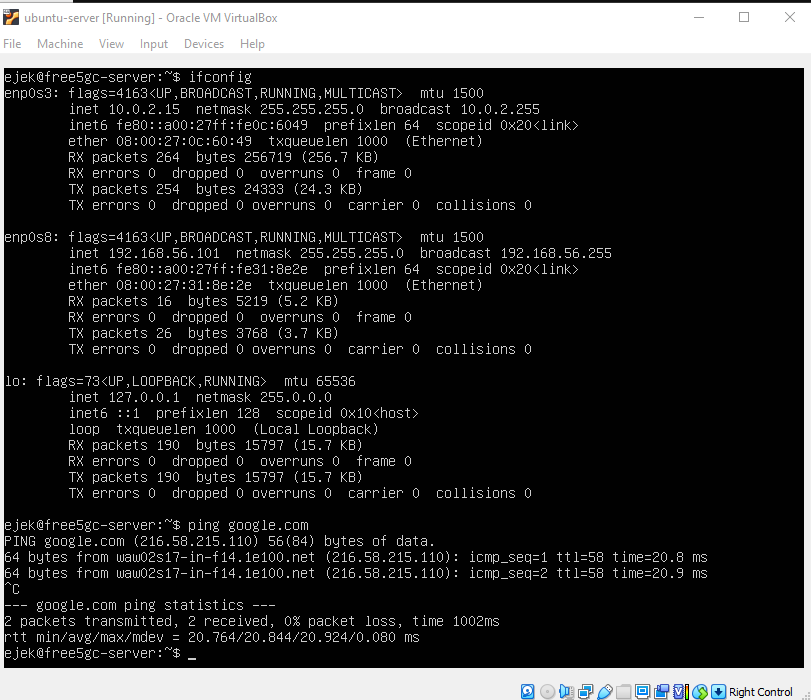 ubuntu-server [Running] - Oracle VM VirtualBox
File Machine View Input Devices Help
ejek@free5gc-server:~$ ifconfig
enp0s3: flags=4163<UP,BROADCAST,RUNNING,MULTICAST>  mtu 1500
        inet 10.0.2.15  netmask 255.255.255.0  broadcast 10.0.2.255
        inet6 fe80::a00:27ff:fe0c:6049  prefixlen 64  scopeid 0x20<link>
        ether 08:00:27:0c:60:49  txqueuelen 1000  (Ethernet)
        RX packets 264  bytes 256719 (256.7 KB)
        RX errors 0  dropped 0  overruns 0  frame 0
        TX packets 254  bytes 24333 (24.3 KB)
        TX errors 0  dropped 0 overruns 0  carrier 0  collisions 0
enp0s8: flags=4163<UP,BROADCAST,RUNNING,MULTICAST>  mtu 1500
        inet 192.168.56.101  netmask 255.255.255.0  broadcast 192.168.56.255
        inet6 fe80::a00:27ff:fe31:8e2e  prefixlen 64  scopeid 0x20<link>
        ether 08:00:27:31:8e:2e  txqueuelen 1000  (Ethernet)
        RX packets 16  bytes 5219 (5.2 KB)
        RX errors 0  dropped 0  overruns 0  frame 0
        TX packets 26  bytes 3768 (3.7 KB)
        TX errors 0  dropped 0 overruns 0  carrier 0  collisions 0
lo: flags=73<UP,LOOPBACK,RUNNING>  mtu 65536
        inet 127.0.0.1  netmask 255.0.0.0
        inet6 ::1  prefixlen 128  scopeid 0x10<host>
        loop  txqueuelen 1000  (Local Loopback)
        RX packets 190  bytes 15797 (15.7 KB)
        RX errors 0  dropped 0  overruns 0  frame 0
        TX packets 190  bytes 15797 (15.7 KB)
        TX errors 0  dropped 0 overruns 0  carrier 0  collisions 0
ejek@free5gc-server:~$ ping google.com
PING google.com (216.58.215.110) 56(84) bytes of data.
64 bytes from waw02s17-in-f14.1e100.net (216.58.215.110): icmp_seq=1 ttl=58 time=20.8 ms
64 bytes from waw02s17-in-f14.1e100.net (216.58.215.110): icmp_seq=2 ttl=58 time=20.9 ms
^C
--- google.com ping statistics ---
2 packets transmitted, 2 received, 0% packet loss, time 1002ms
rtt min/avg/max/mdev = 20.764/20.844/20.924/0.080 ms
ejek@free5gc-server:~$ _
Right Control